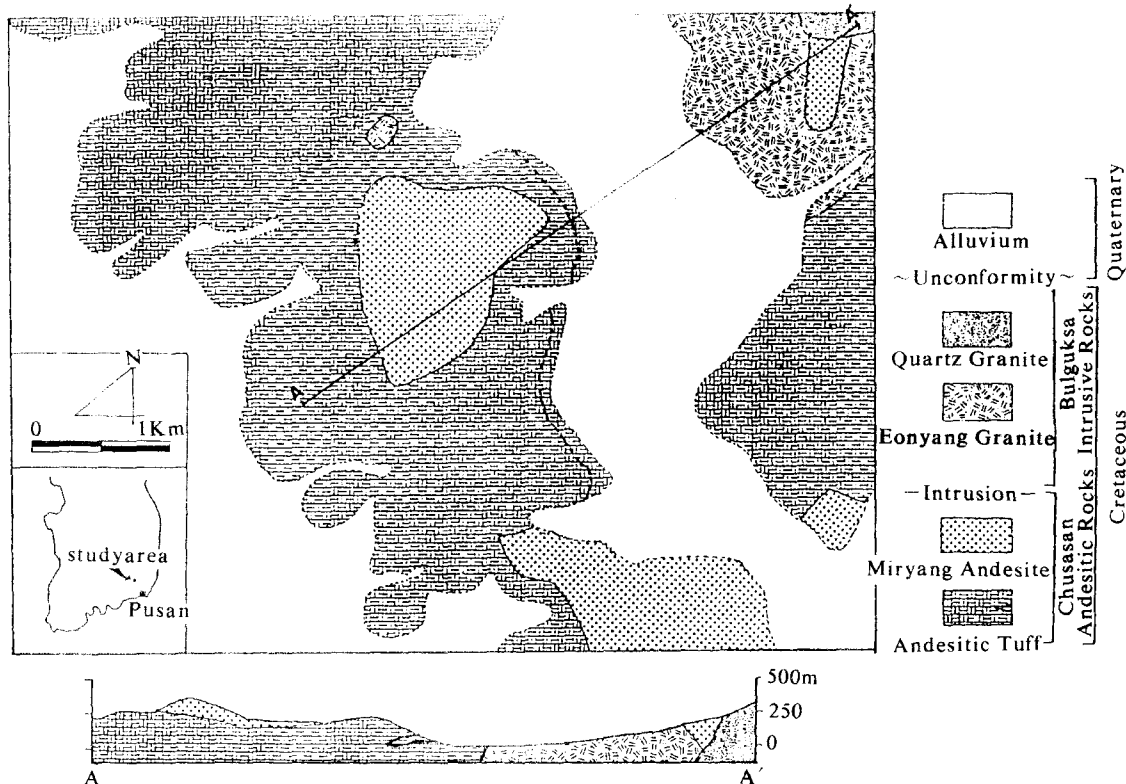 A′
A
N
0 1Km
studyarea
Pusan
Alluvium
~Unconformity~
Quartz Granite
Eonyang Granite
—Intrusion—
Miryang Andesite
Andesitic Tuff
Quaternary
Bulguksa
Intrusive Rocks
Chusasan
Andesitic Rocks
Cretaceous
500m
250
0
A
A′